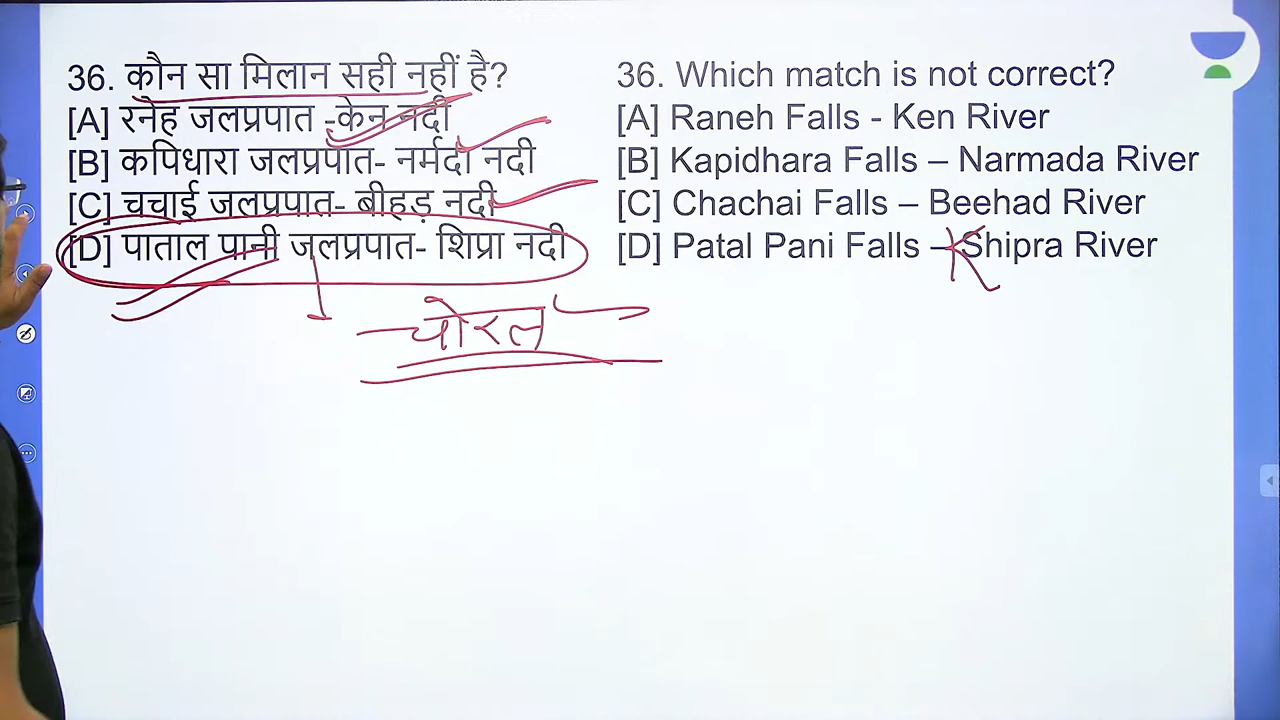 36. कौन सा मिलान सही नहीं है?
[A] रनेह जलप्रपात -केन नदी
[B] कपिधारा जलप्रपात- नर्मदा नदी
[C] चचाई जलप्रपात- बीहड़ नदी
[D] पाताल पानी जलप्रपात- शिप्रा नदी
चोरल
36. Which match is not correct?
[A] Raneh Falls - Ken River
[B] Kapidhara Falls – Narmada River
[C] Chachai Falls – Beehad River
[D] Patal Pani Falls – Shipra River